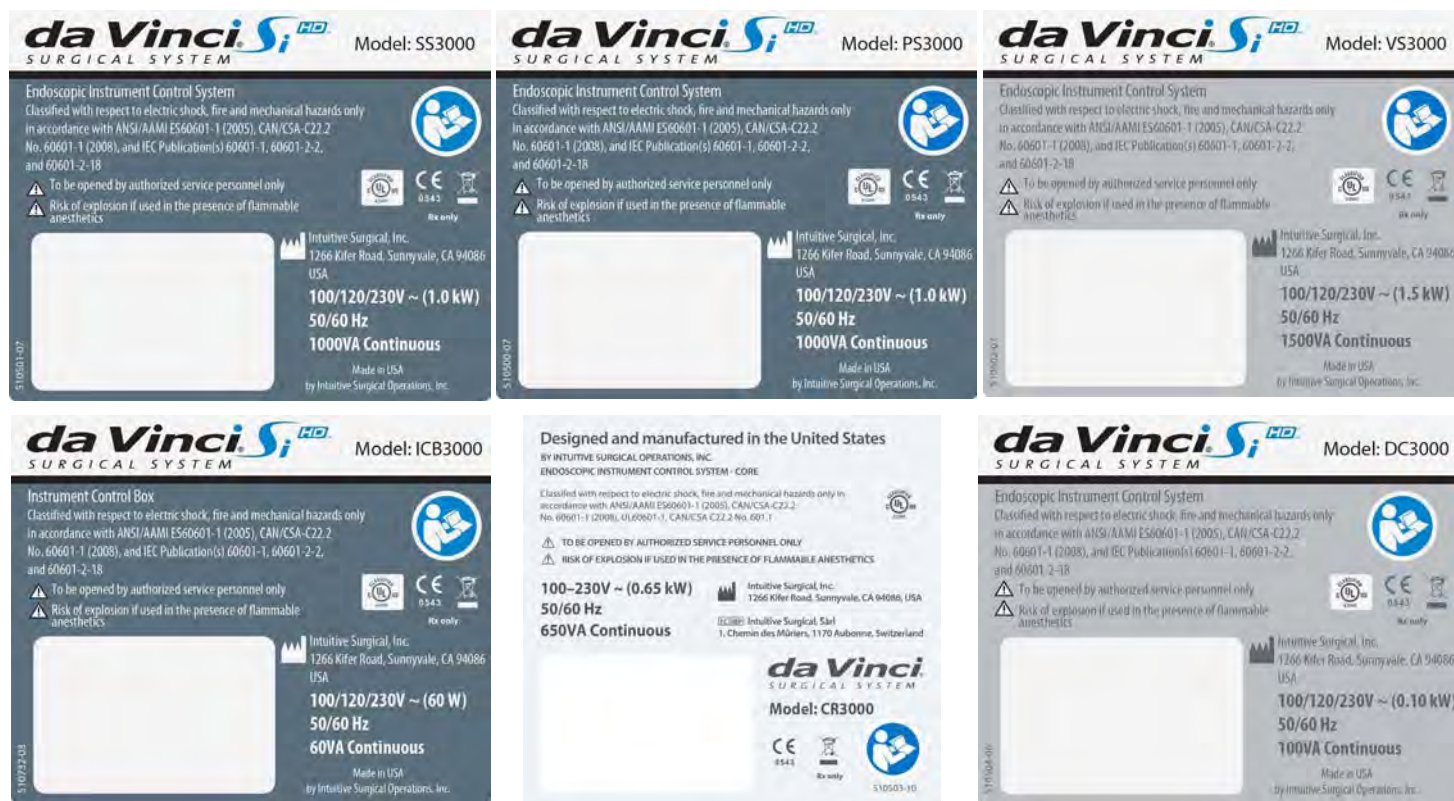 da Vinci. Si HD
SURGICAL SYSTEM
Model: SS3000
Endoscopic Instrument Control System
Classified with respect to electric shock, fire and mechanical hazards only
in accordance with ANSI/AAMI ES60601-1 (2005), CAN/CSA-C22.2
No. 60601-1 (2008), and IEC Publication(s) 60601-1, 60601-2-2,
and 60601-2-18
To be opened by authorized service personnel only
Risk of explosion if used in the presence of flammable
anesthetics
UL
CE
0543
Rx only
Intuitive Surgical, Inc.
1266 Kifer Road, Sunnyvale, CA 94086
USA
100/120/230V ~ (1.0 kW)
50/60 Hz
1000VA Continuous
Made in USA
by Intuitive Surgical Operations, Inc.
510501-07
da Vinci. Si HD
SURGICAL SYSTEM
Model: PS3000
Endoscopic Instrument Control System
Classified with respect to electric shock, fire and mechanical hazards only
in accordance with ANSI/AAMI ES60601-1 (2005), CAN/CSA-C22.2
No. 60601-1 (2008), and IEC Publication(s) 60601-1, 60601-2-2,
and 60601-2-18
To be opened by authorized service personnel only
Risk of explosion if used in the presence of flammable
anesthetics
UL
CE
0543
Rx only
Intuitive Surgical, Inc.
1266 Kifer Road, Sunnyvale, CA 94086
USA
100/120/230V ~ (1.0 kW)
50/60 Hz
1000VA Continuous
Made in USA
by Intuitive Surgical Operations, Inc.
510500-07
da Vinci. Si HD
SURGICAL SYSTEM
Model: VS3000
Endoscopic Instrument Control System
Classified with respect to electric shock, fire and mechanical hazards only
in accordance with ANSI/AAMI ES60601-1 (2005), CAN/CSA-C22.2
No. 60601-1 (2008), and IEC Publication(s) 60601-1, 60601-2-2,
and 60601-2-18
To be opened by authorized service personnel only
Risk of explosion if used in the presence of flammable
anesthetics
UL
CE
0543
Rx only
Intuitive Surgical, Inc.
1266 Kifer Road, Sunnyvale, CA 94086
USA
100/120/230V ~ (1.5 kW)
50/60 Hz
1500VA Continuous
Made in USA
by Intuitive Surgical Operations, Inc.
510502-07
da Vinci. Si HD
SURGICAL SYSTEM
Model: ICB3000
Instrument Control Box
Classified with respect to electric shock, fire and mechanical hazards only
in accordance with ANSI/AAMI ES60601-1 (2005), CAN/CSA-C22.2
No. 60601-1 (2008), and IEC Publication(s) 60601-1, 60601-2-2,
and 60601-2-18
To be opened by authorized service personnel only
Risk of explosion if used in the presence of flammable
anesthetics
UL
CE
0543
Rx only
Intuitive Surgical, Inc.
1266 Kifer Road, Sunnyvale, CA 94086
USA
100/120/230V ~ (60 W)
50/60 Hz
60VA Continuous
Made in USA
by Intuitive Surgical Operations, Inc.
510732-03
Designed and manufactured in the United States
BY INTUITIVE SURGICAL OPERATIONS, INC.
ENDOSCOPIC INSTRUMENT CONTROL SYSTEM - CORE
Classified with respect to electric shock, fire and mechanical hazards only in
accordance with ANSI/AAMI ES60601-1 (2005), CAN/CSA-C22.2
No. 60601-1 (2008), UL60601-1, CAN/CSA C22.2 No. 601.1
UL
TO BE OPENED BY AUTHORIZED SERVICE PERSONNEL ONLY
RISK OF EXPLOSION IF USED IN THE PRESENCE OF FLAMMABLE ANESTHETICS
100–230V ~ (0.65 kW)
50/60 Hz
650VA Continuous
Intuitive Surgical, Inc.
1266 Kifer Road, Sunnyvale, CA 94086, USA
Intuitive Surgical Sàrl
1, Chemin des Mûriers, 1170 Aubonne, Switzerland
da Vinci.
SURGICAL SYSTEM
Model: CR3000
CE
0543
Rx only
510503-10
da Vinci. Si HD
SURGICAL SYSTEM
Model: DC3000
Endoscopic Instrument Control System
Classified with respect to electric shock, fire and mechanical hazards only
in accordance with ANSI/AAMI ES60601-1 (2005), CAN/CSA-C22.2
No. 60601-1 (2008), and IEC Publication(s) 60601-1, 60601-2-2,
and 60601-2-18
To be opened by authorized service personnel only
Risk of explosion if used in the presence of flammable
anesthetics
UL
CE
0543
Rx only
Intuitive Surgical, Inc.
1266 Kifer Road, Sunnyvale, CA 94086
USA
100/120/230V ~ (0.10 kW)
50/60 Hz
100VA Continuous
Made in USA
by Intuitive Surgical Operations, Inc.